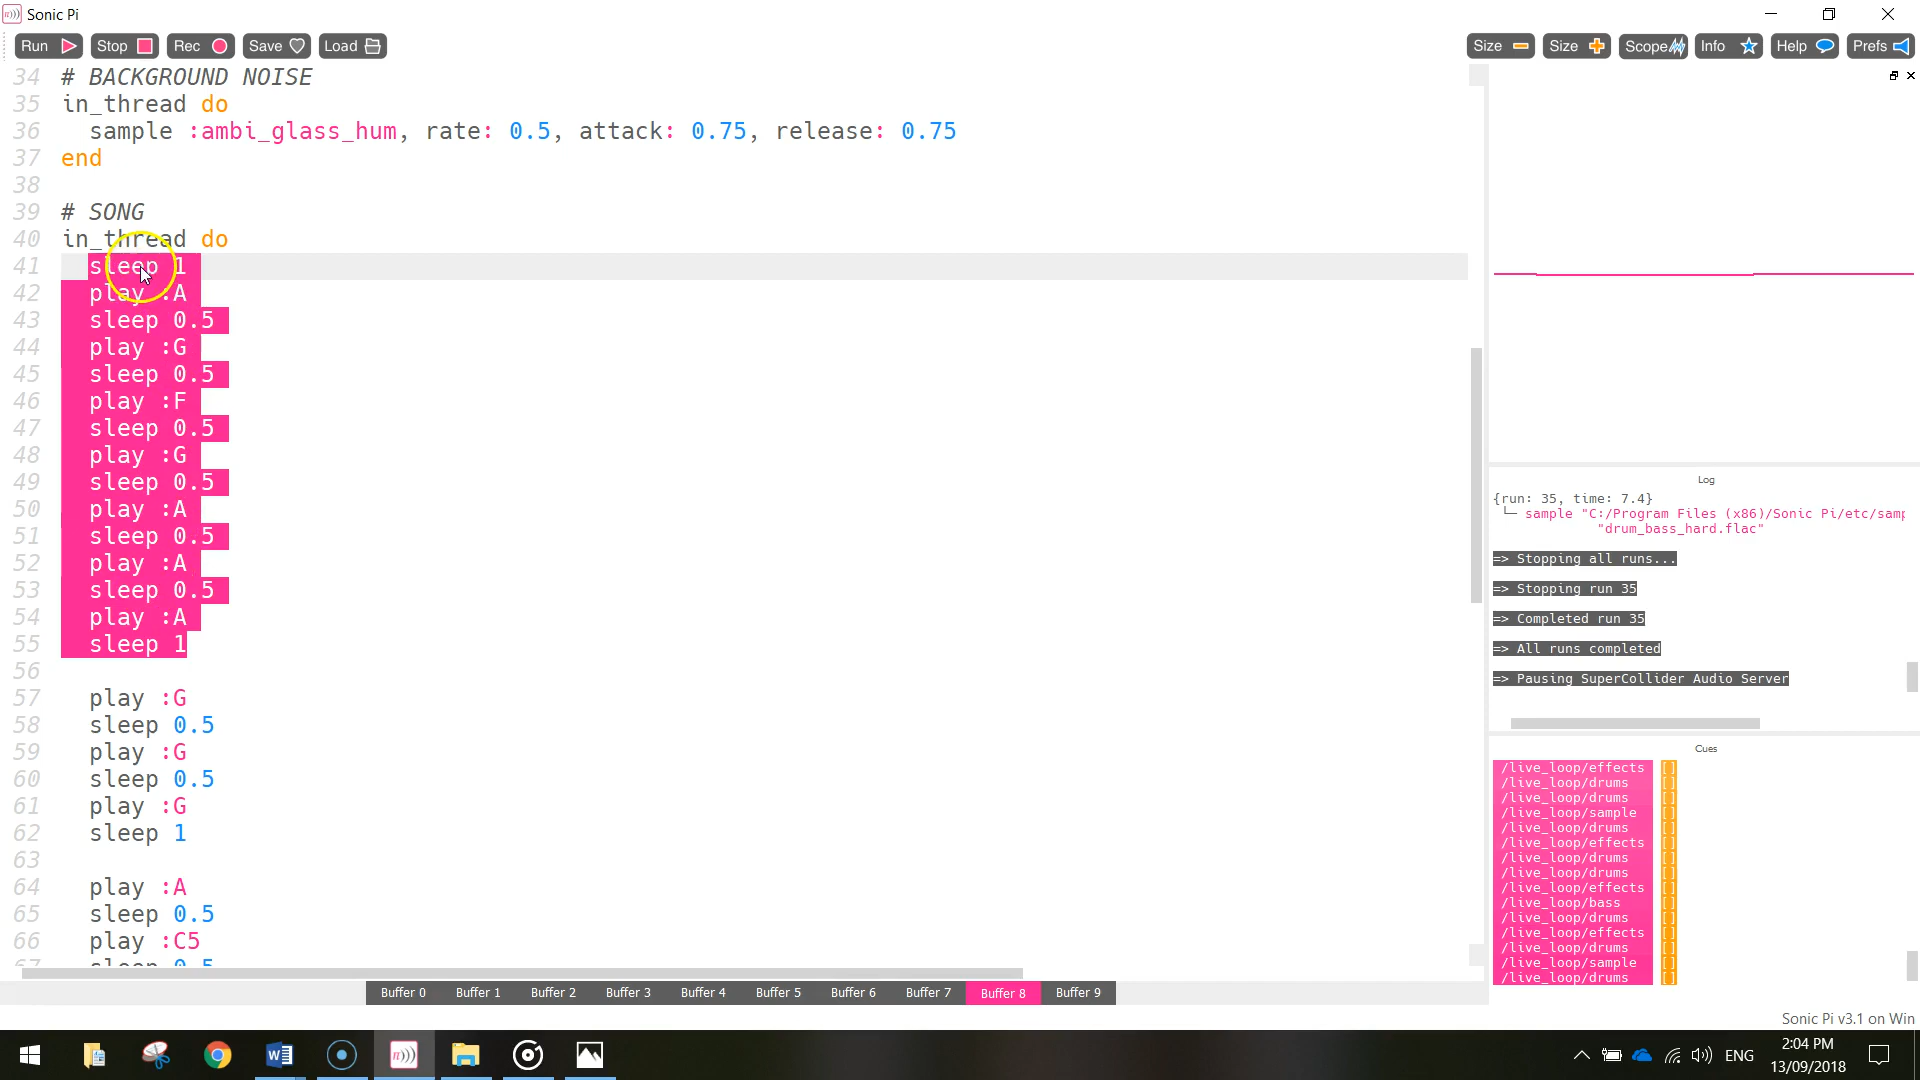 Sonic Pi
Run Stop Rec Save Load Size Size Scope Info Help Prefs
34 # BACKGROUND NOISE
35 in_thread do
36 sample :ambi_glass_hum, rate: 0.5, attack: 0.75, release: 0.75
37 end
38
39 # SONG
40 in_thread do
41 sleep 1
42 play :A
43 sleep 0.5
44 play :G
45 sleep 0.5
46 play :F
47 sleep 0.5
48 play :G
49 sleep 0.5
50 play :A
51 sleep 0.5
52 play :A
53 sleep 0.5
54 play :A
55 sleep 1
56
57 play :G
58 sleep 0.5
59 play :G
60 sleep 0.5
61 play :G
62 sleep 1
63
64 play :A
65 sleep 0.5
66 play :C5
67 sleep 0.5
Log
{run: 35, time: 7.4}
└─ sample "C:/Program Files (x86)/Sonic Pi/etc/samp
"drum_bass_hard.flac"
=> Stopping all runs...
=> Stopping run 35
=> Completed run 35
=> All runs completed
=> Pausing SuperCollider Audio Server
Cues
/live_loop/effects []
/live_loop/drums []
/live_loop/drums []
/live_loop/sample []
/live_loop/drums []
/live_loop/effects []
/live_loop/drums []
/live_loop/drums []
/live_loop/effects []
/live_loop/bass []
/live_loop/drums []
/live_loop/effects []
/live_loop/drums []
/live_loop/sample []
/live_loop/drums []
Buffer 0 Buffer 1 Buffer 2 Buffer 3 Buffer 4 Buffer 5 Buffer 6 Buffer 7 Buffer 8 Buffer 9
Sonic Pi v3.1 on Win
ENG
2:04 PM
13/09/2018